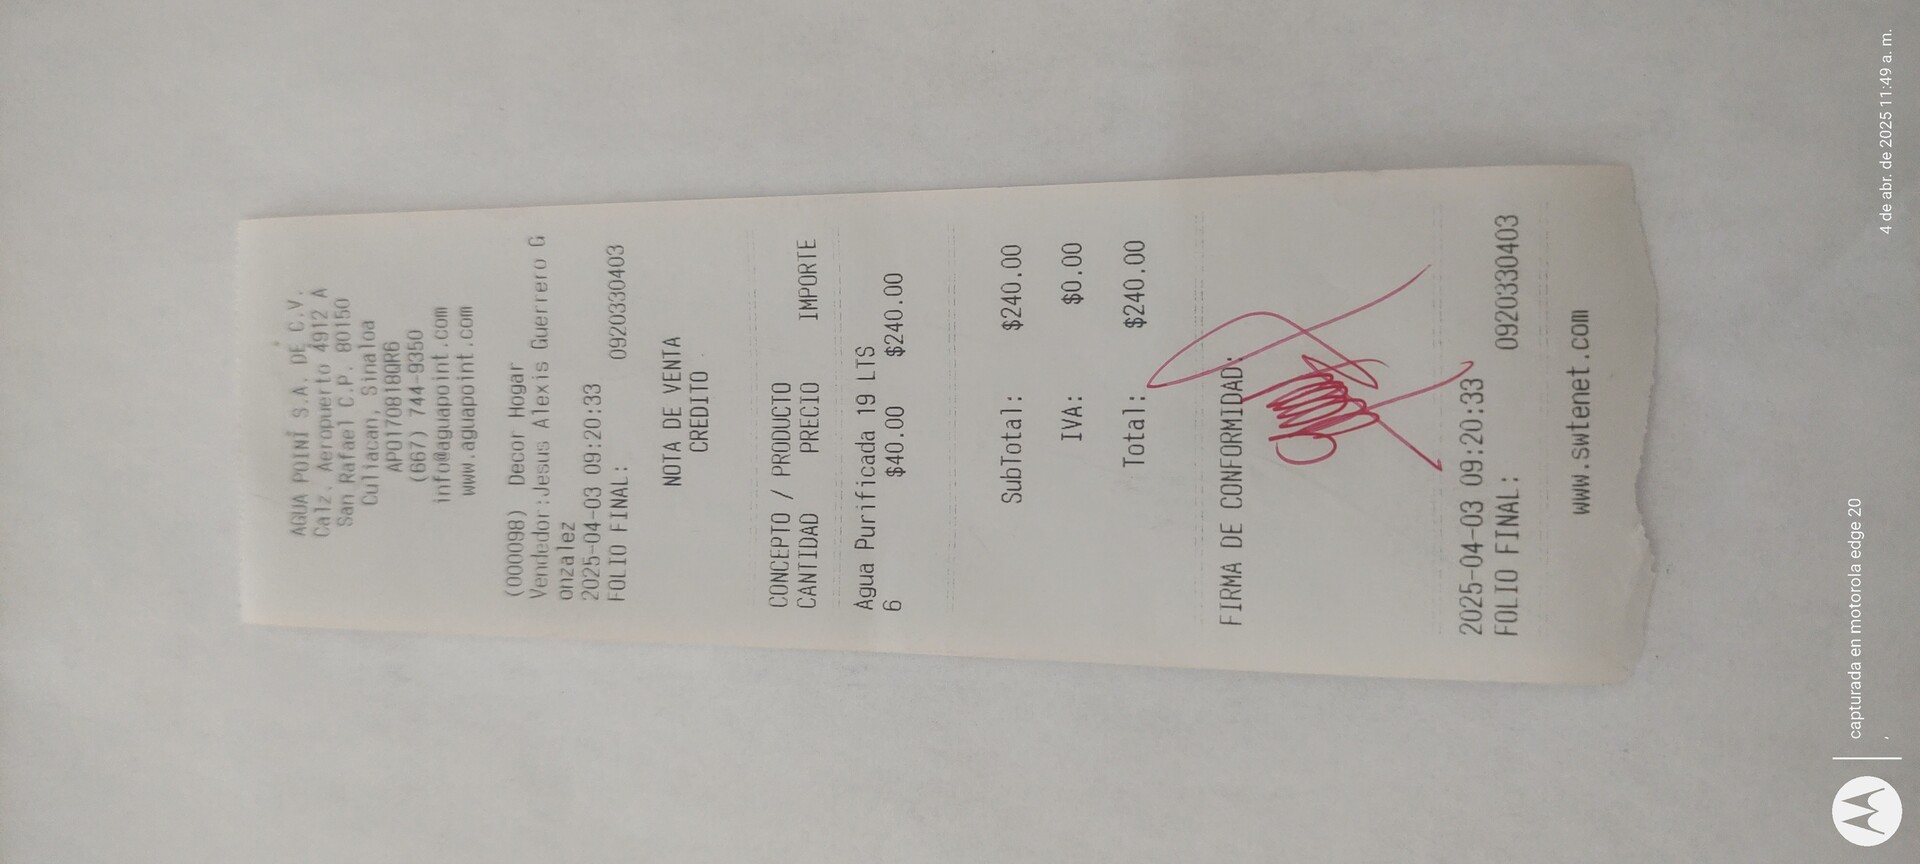 AGUA POINT S.A. DE C.V.
Calz. Aeropuerto 4912 A
San Rafael C.P. 80150
Culiacan, Sinaloa
APO170818QR6
(667) 744-9350
info@aguapoint.com
www.aguapoint.com
(000098) Decor Hogar
Vendedor:Jesus Alexis Guerrero G
onzalez
2025-04-03 09:20:33
FOLIO FINAL: 0920330403
NOTA DE VENTA
CREDITO
CONCEPTO / PRODUCTO
CANTIDAD PRECIO IMPORTE
Agua Purificada 19 LTS
6 $40.00 $240.00
SubTotal: $240.00
IVA: $0.00
Total: $240.00
FIRMA DE CONFORMIDAD:
2025-04-03 09:20:33
FOLIO FINAL: 0920330403
www.swtenet.com
capturada en motorola edge 20
,
4 de abr. de 2025 11:49 a. m.